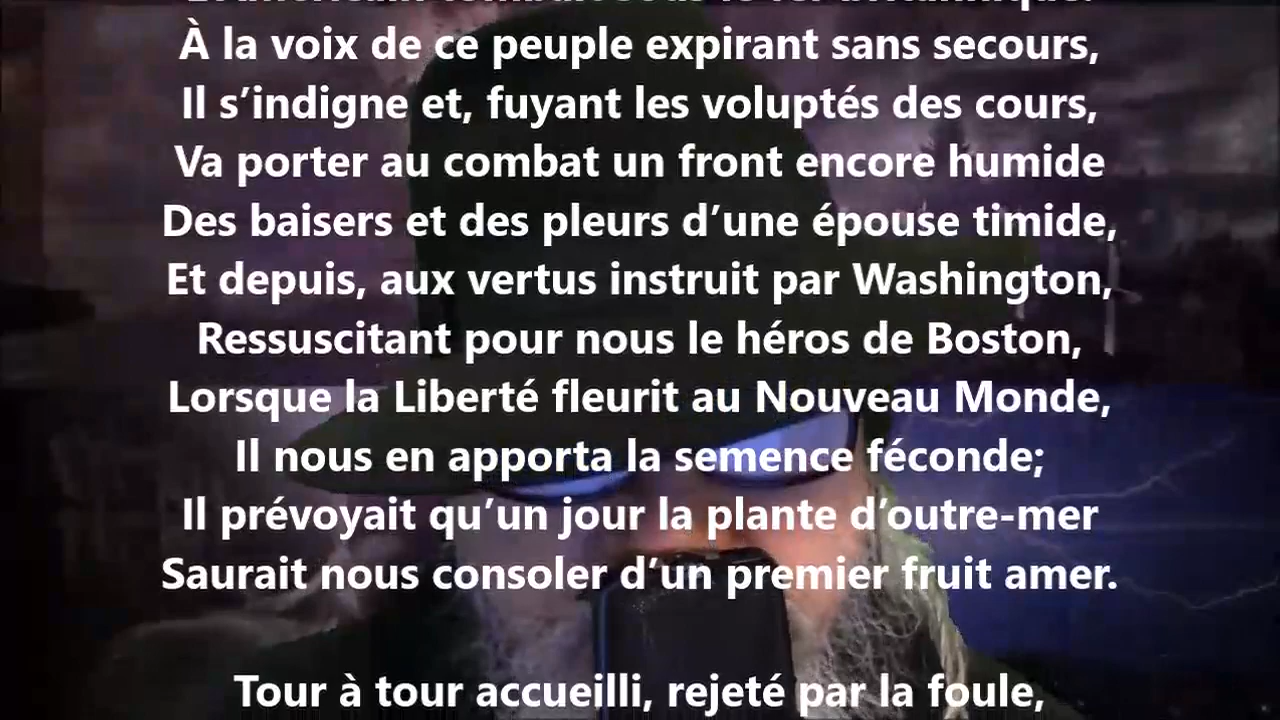 À la voix de ce peuple expirant sans secours,
Il s’indigne et, fuyant les voluptés des cours,
Va porter au combat un front encore humide
Des baisers et des pleurs d’une épouse timide,
Et depuis, aux vertus instruit par Washington,
Ressuscitant pour nous le héros de Boston,
Lorsque la Liberté fleurit au Nouveau Monde,
Il nous en apporta la semence féconde;
Il prévoyait qu’un jour la plante d’outre-mer
Saurait nous consoler d’un premier fruit amer.
Tour à tour accueilli, rejeté par la foule,